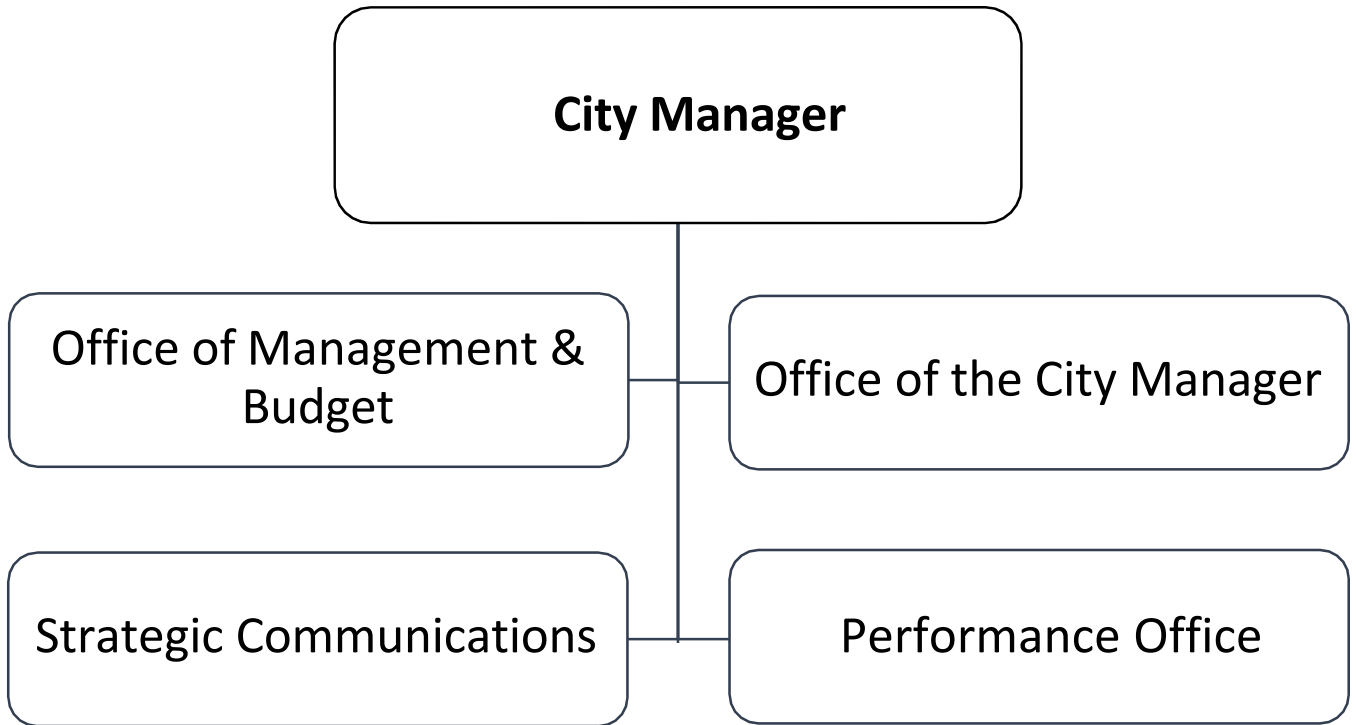 City Manager
Office of Management &
Budget
Office of the City Manager
Strategic Communications
Performance Office